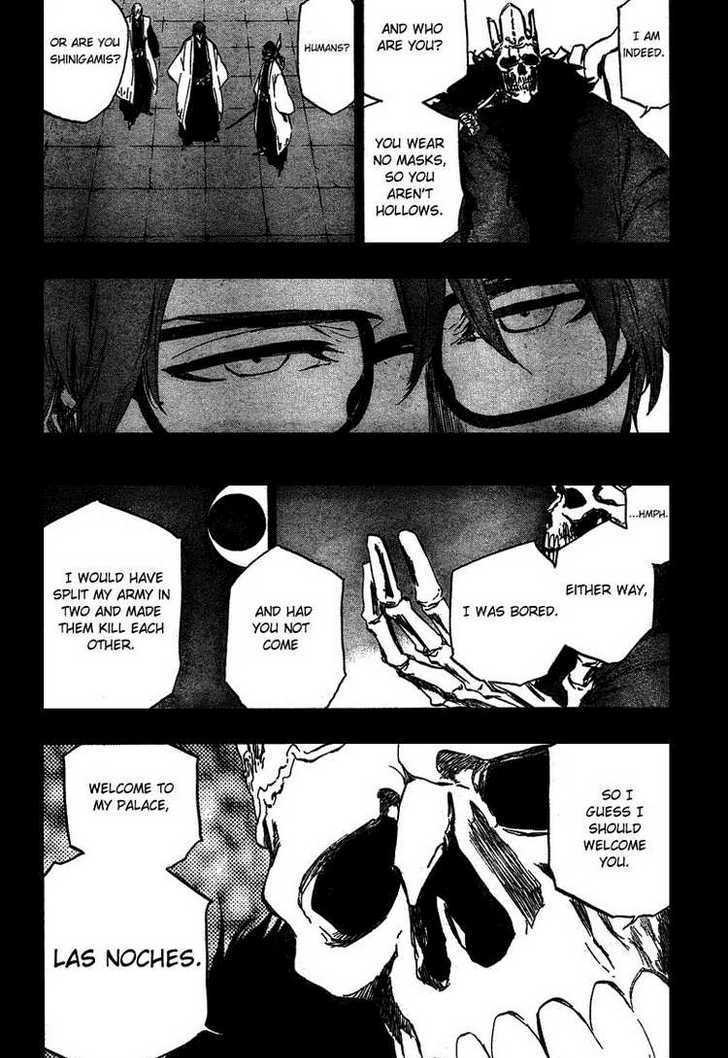 I AM
INDEED.
AND WHO
ARE YOU?
YOU WEAR
NO MASKS,
SO YOU
AREN'T
HOLLOWS.
HUMANS?
OR ARE YOU
SHINIGAMIS?
...HMPH.
EITHER WAY,
I WAS BORED.
AND HAD
YOU NOT
COME
I WOULD HAVE
SPLIT MY ARMY IN
TWO AND MADE
THEM KILL EACH
OTHER.
SO I
GUESS I
SHOULD
WELCOME
YOU.
WELCOME TO
MY PALACE,
LAS NOCHES.